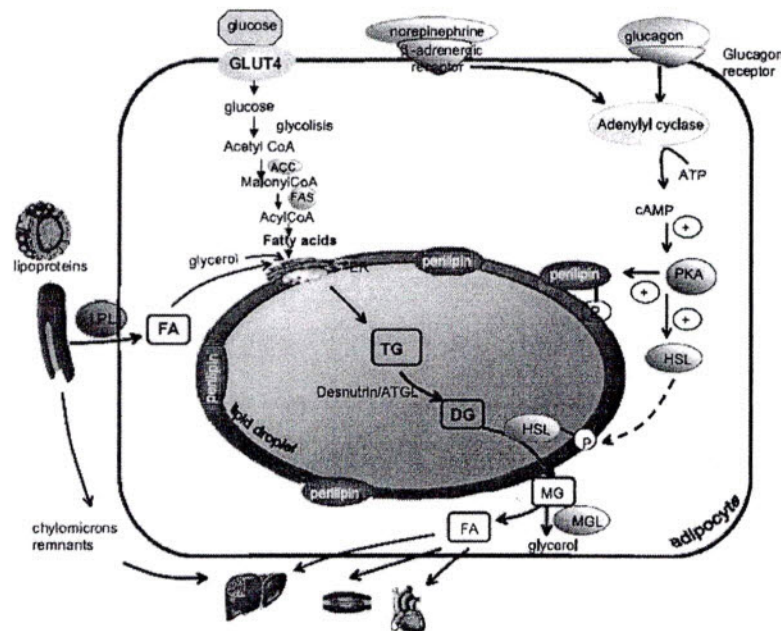 glucose
GLUT4
glucose
glycolisis
Acetyl CoA
ACC
MalonylCoA
FAS
AcylCoA
Fatty acids
glycerol
ER
norepinephrine
β-adrenergic
receptor
glucagon
Glucagon
receptor
Adenylyl cyclase
ATP
cAMP
+
PKA
+
+
HSL
perilipin
P
perilipin
lipoproteins
LPL
FA
TG
Desnutrin/ATGL
DG
HSL
P
Perilipin
lipid droplet
perilipin
MG
MGL
glycerol
FA
chylomicrons
remnants
adipocyte